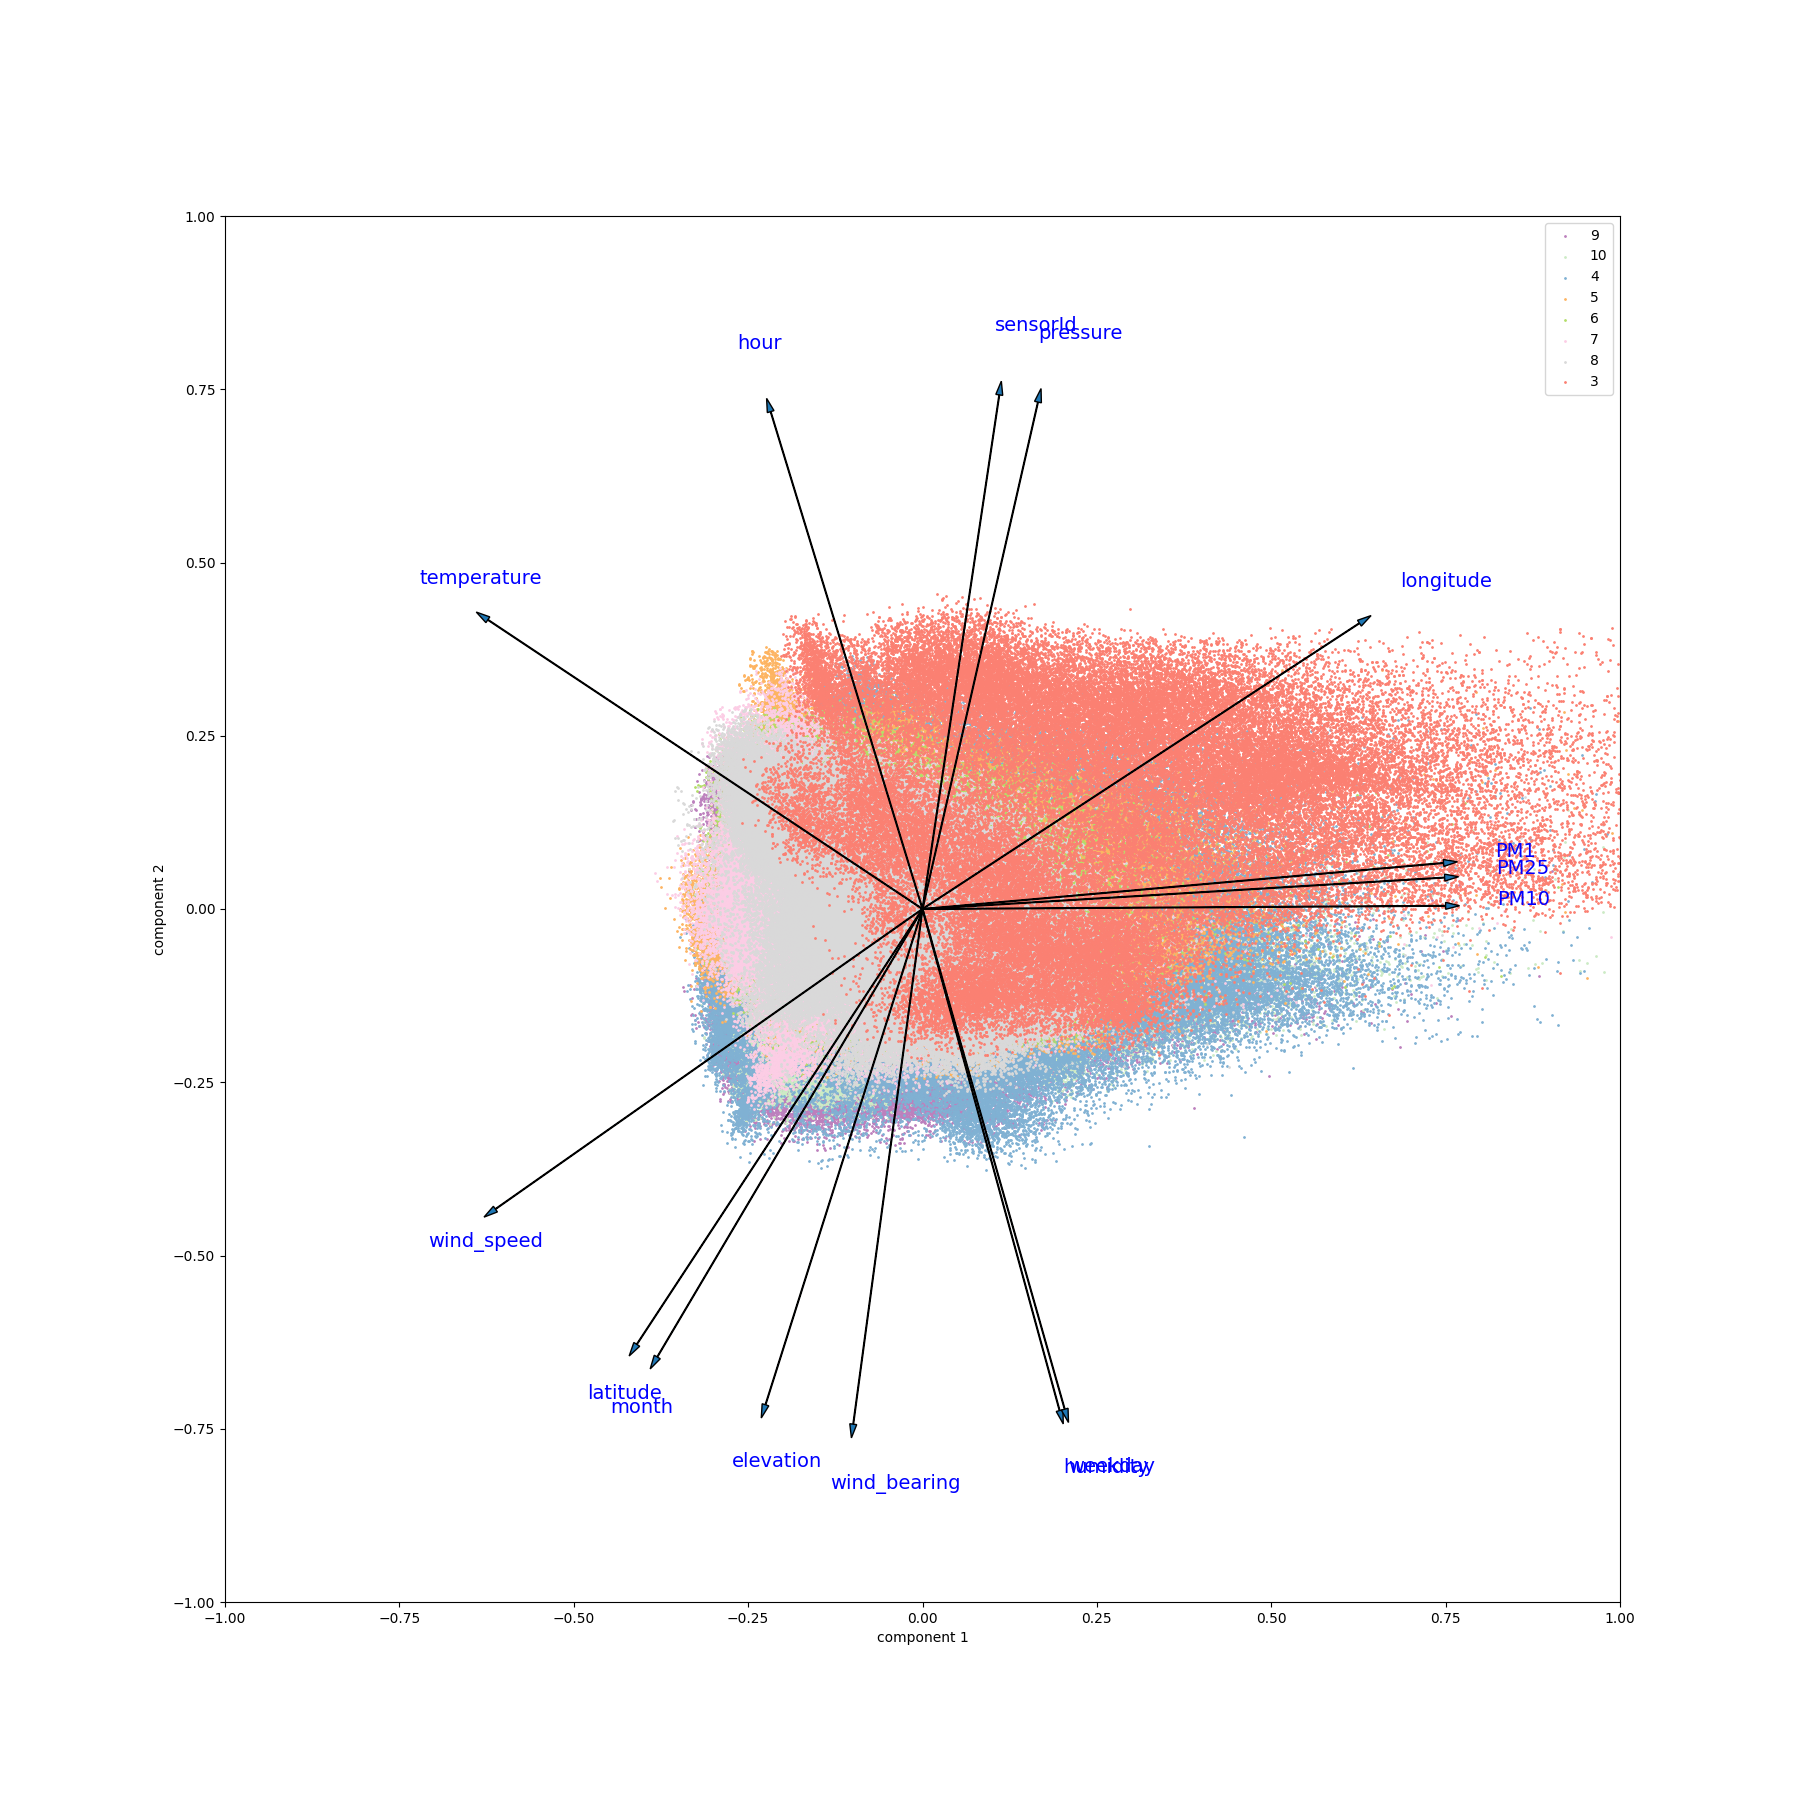 1.00
0.75
0.50
0.25
0.00
−0.25
−0.50
−0.75
−1.00
−1.00
−0.75
−0.50
−0.25
0.00
0.25
0.50
0.75
1.00
component 1
component 2
9
10
4
5
6
7
8
3
sensorId
pressure
hour
temperature
longitude
PM1
PM25
PM10
wind_speed
latitude
month
elevation
wind_bearing
humidity
weekday